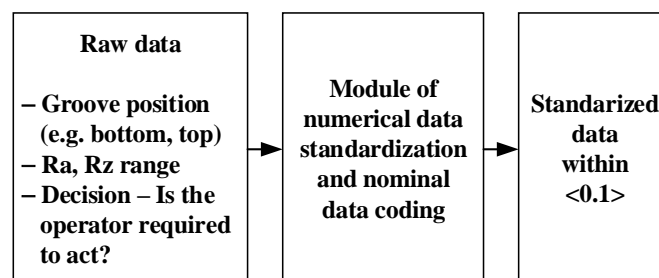 Raw data
– Groove position
(e.g. bottom, top)
– Ra, Rz range
– Decision – Is the
operator required
to act?
Module of
numerical data
standardization
and nominal
data coding
Standarized
data
within
<0.1>